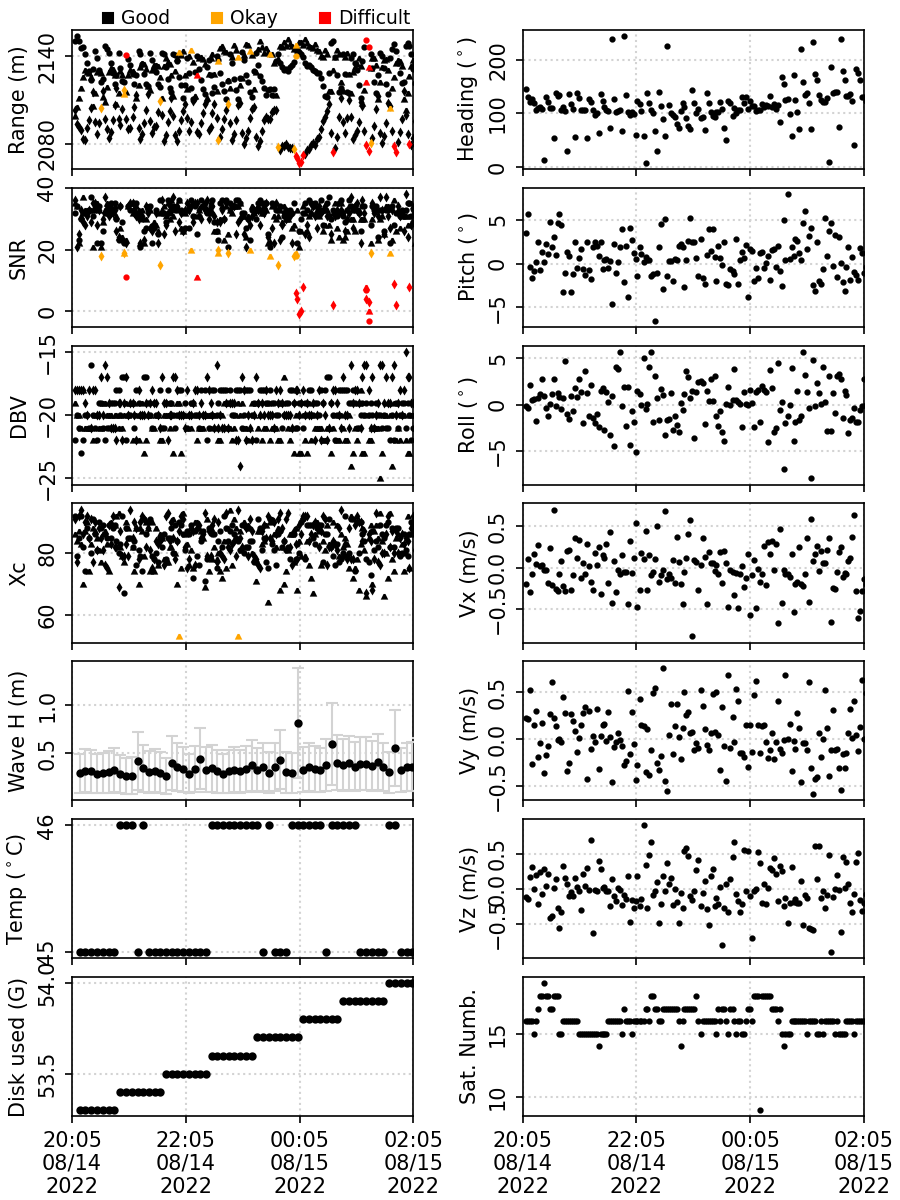 Good Okay Difficult
Range (m)
2140
2080
Heading (°)
200
100
0
SNR
40
20
0
Pitch (°)
5
0
−5
DBV
−15
−20
−25
Roll (°)
5
0
−5
Xc
80
60
Vx (m/s)
0.5
0.0
−0.5
Wave H (m)
1.0
0.5
Vy (m/s)
0.5
0.0
−0.5
Temp (°C)
46
45
Vz (m/s)
0.5
0.0
−0.5
Disk used (G)
54.0
53.5
Sat. Numb.
15
10
20:05 22:05 00:05 02:05 20:05 22:05 00:05 02:05
08/14 08/14 08/15 08/15 08/14 08/14 08/15 08/15
2022 2022 2022 2022 2022 2022 2022 2022